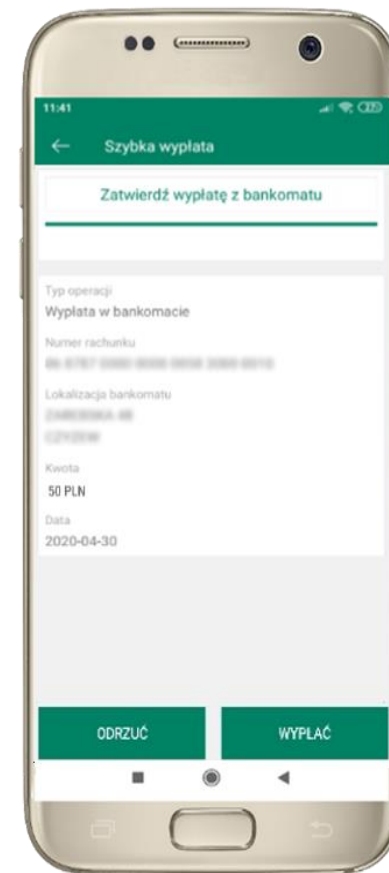 11:41
Szybka wypłata
Zatwierdź wypłatę z bankomatu
Typ operacji
Wypłata w bankomacie
Numer rachunku
Lokalizacja bankomatu
Kwota
50 PLN
Data
2020-04-30
ODRZUĆ
WYPŁAĆ